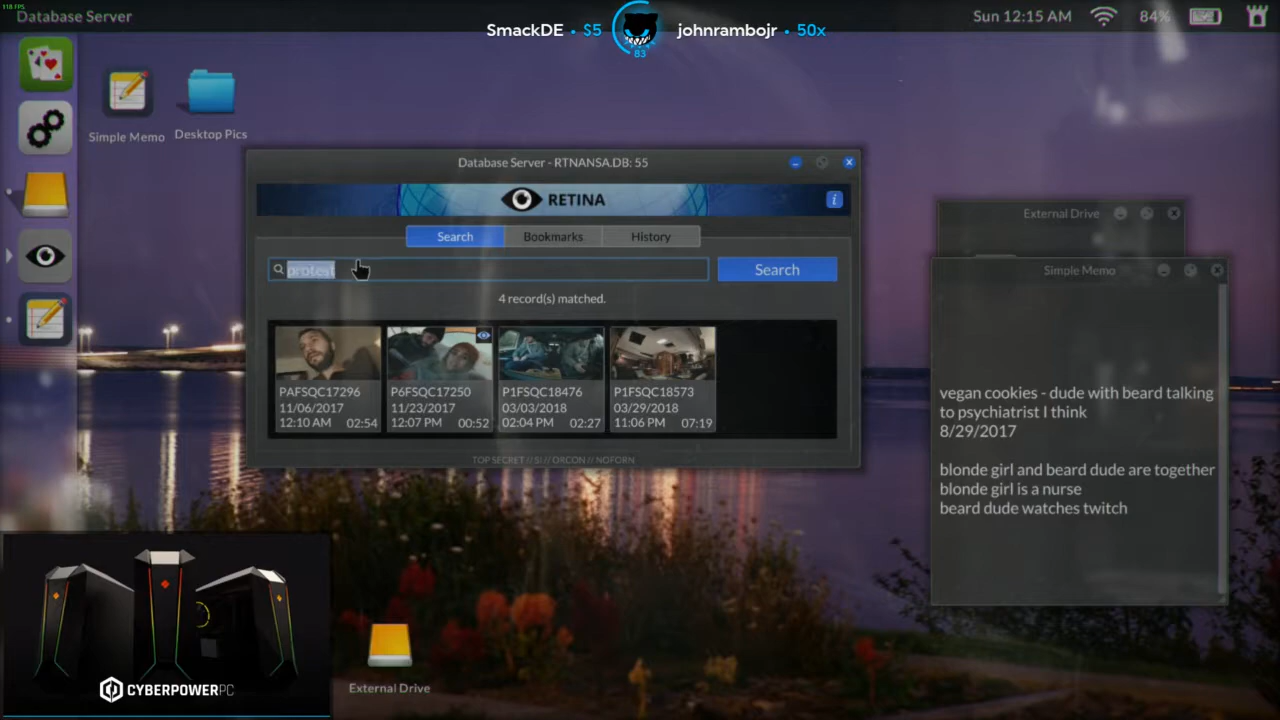 118 FPS
Database Server
SmackDE • $5
83
johnrambojr • 50x
Sun 12:15 AM
84%
Simple Memo
Desktop Pics
Database Server - RTNANSA.DB: 55
RETINA
i
Search
Bookmarks
History
protest
Search
4 record(s) matched.
PAFSQC17296
11/06/2017
12:10 AM 02:54
P6FSQC17250
11/23/2017
12:07 PM 00:52
P1FSQC18476
03/03/2018
02:04 PM 02:27
P1FSQC18573
03/29/2018
11:06 PM 07:19
TOP SECRET // SI // ORCON // NOFORN
External Drive
Simple Memo
vegan cookies - dude with beard talking
to psychiatrist I think
8/29/2017
blonde girl and beard dude are together
blonde girl is a nurse
beard dude watches twitch
CYBERPOWERPC
External Drive